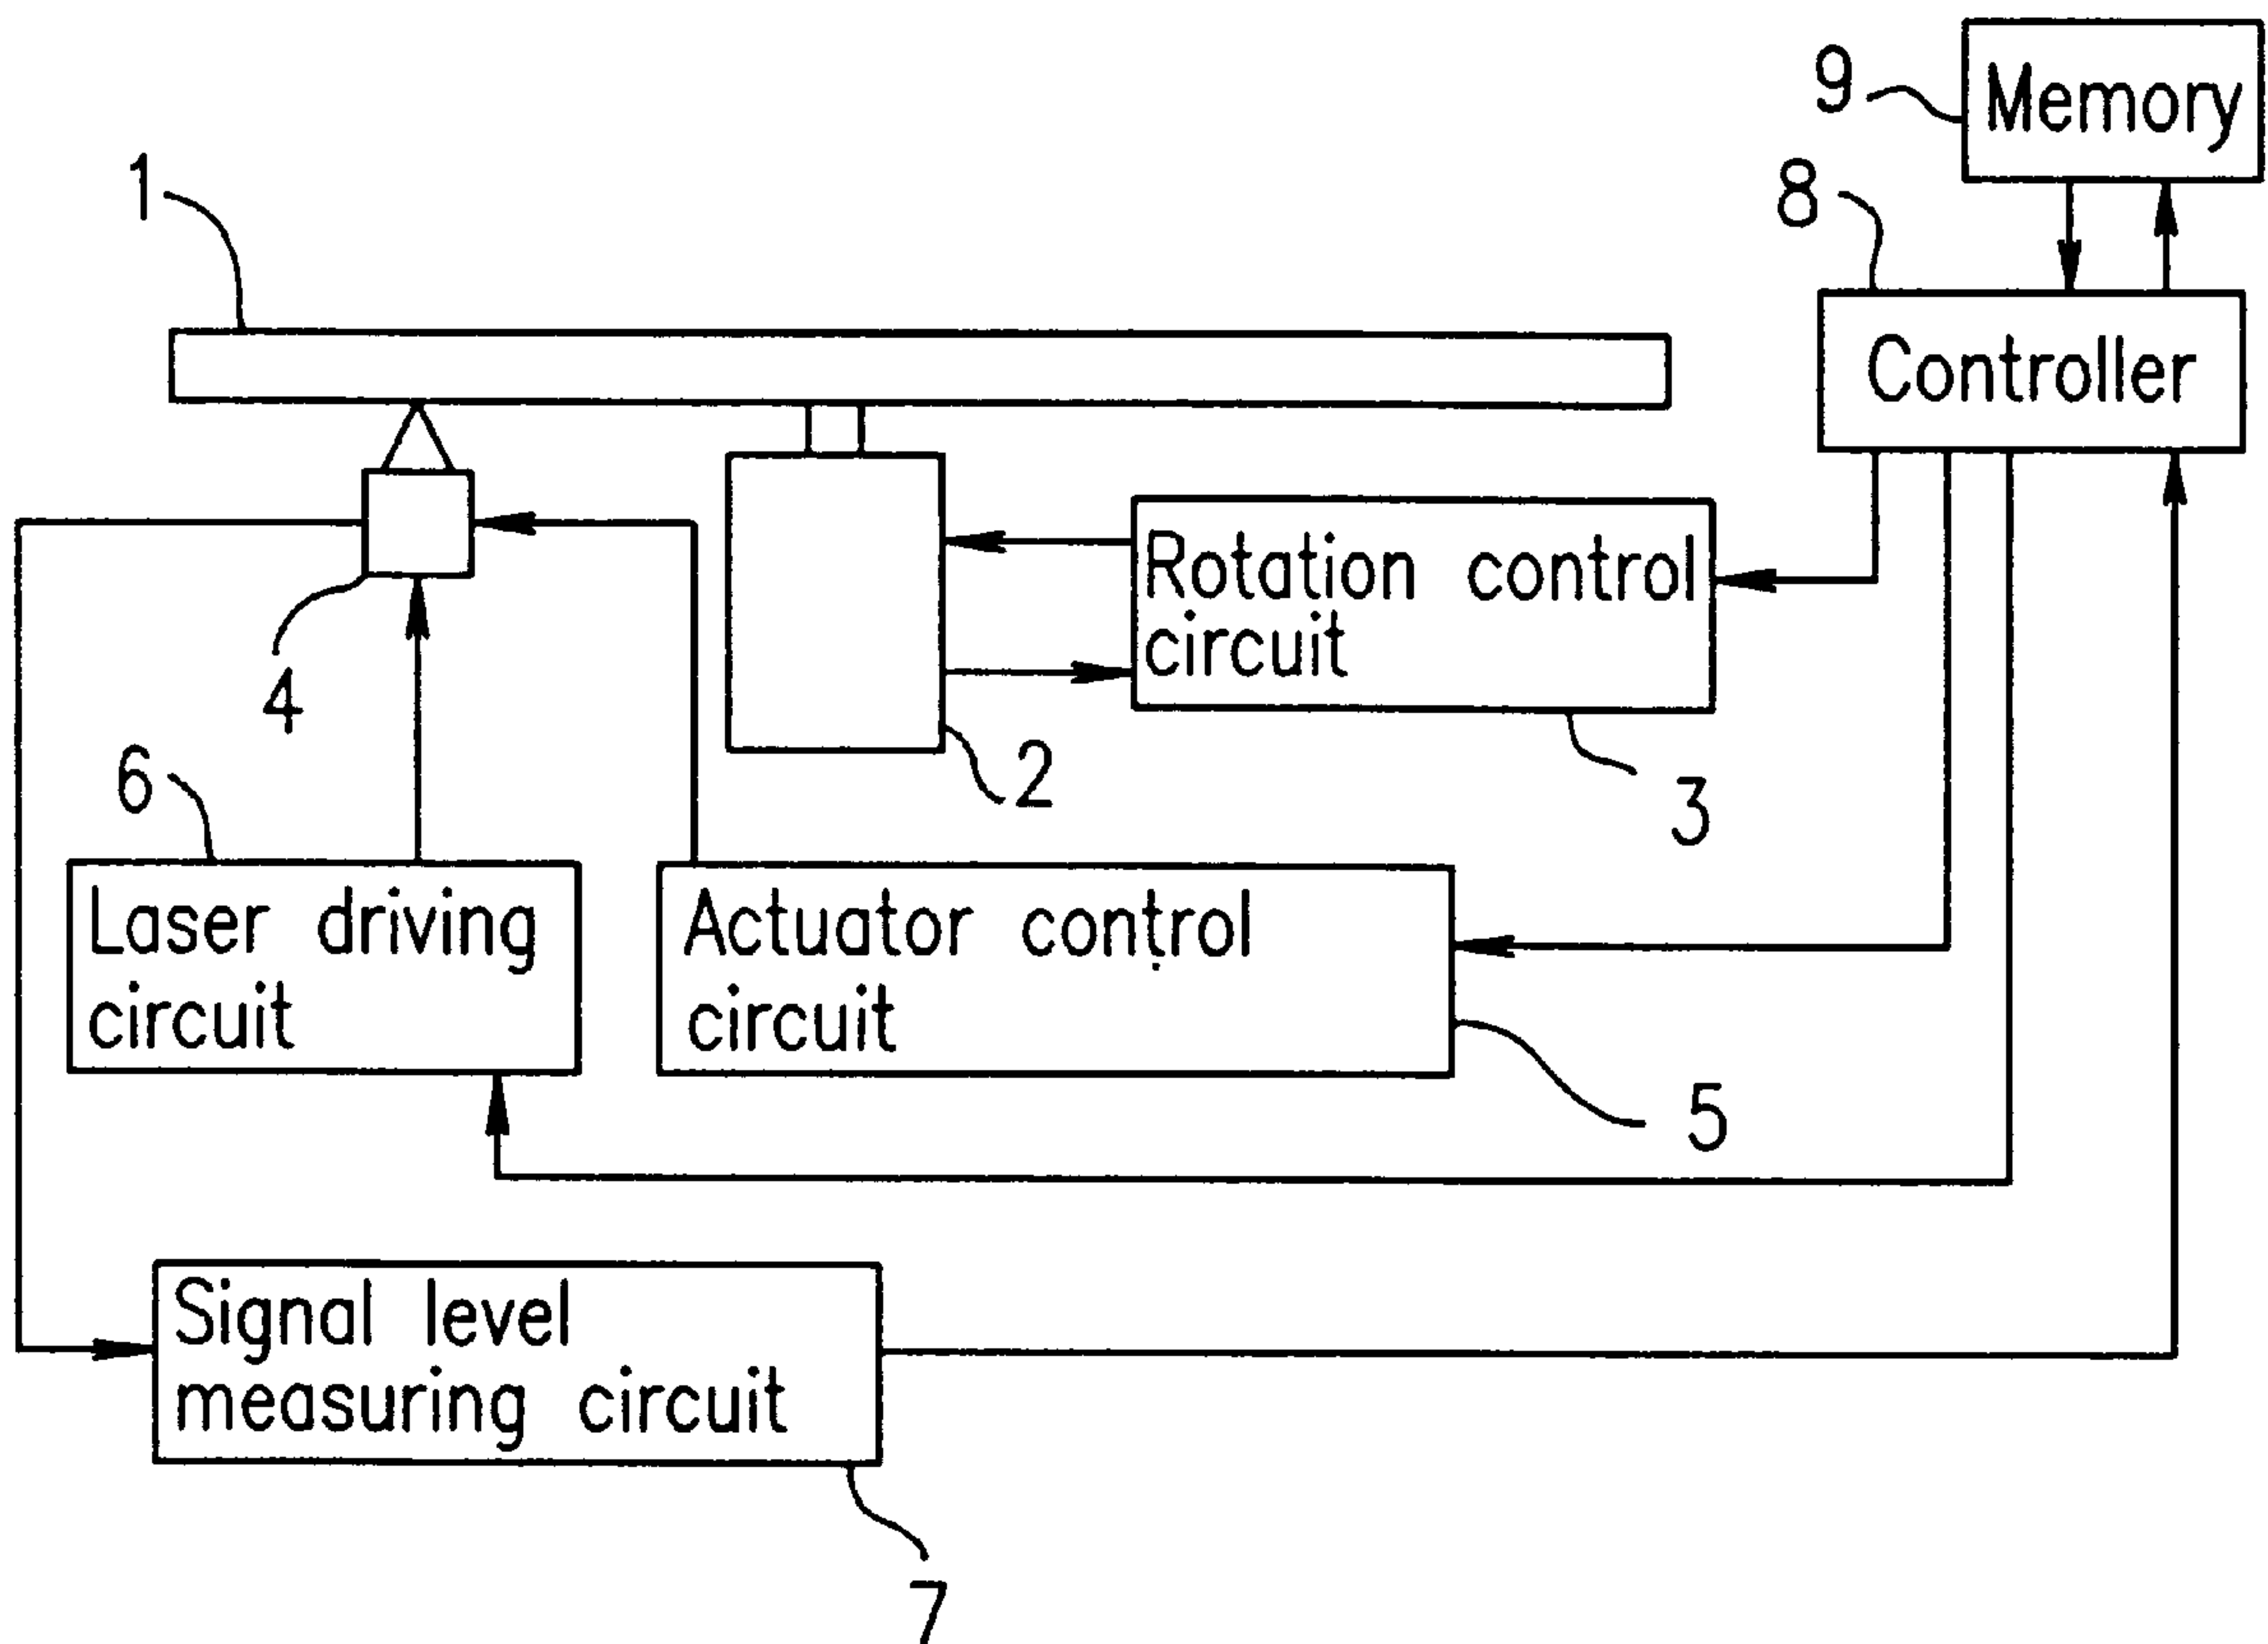 9
Memory
1
8
Controller
Rotation control
circuit
4
2
6
3
Laser driving
circuit
Actuator control
circuit
5
Signal level
measuring circuit
7